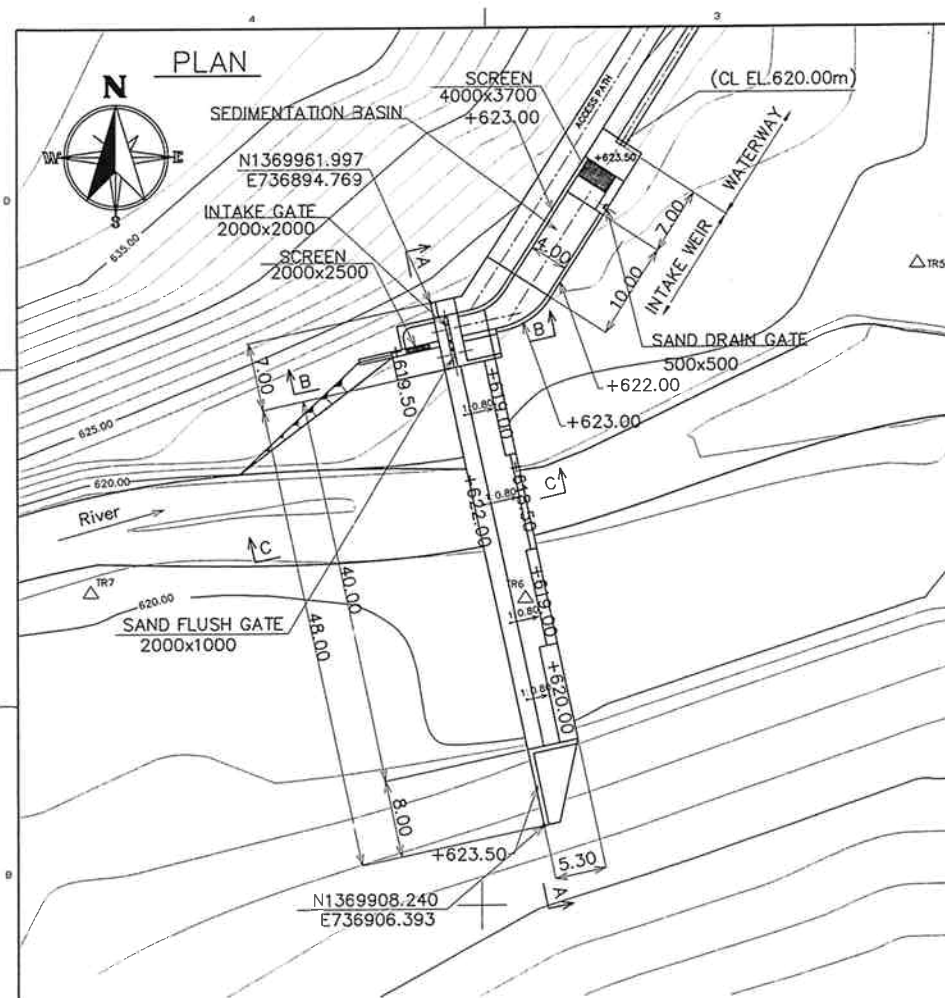 4
3
D
9
PLAN
N
W
E
S
SCREEN
4000x3700
+623.00
SEDIMENTATION BASIN
ACCESS PATH
(CL EL.620.00m)
+623.50
WATERWAY
INTAKE WEIR
N1369961.997
E736894.769
INTAKE GATE
2000x2000
SCREEN
2000x2500
A
4.00
7.00
10.00
TR5
635.00
B
SAND DRAIN GATE
500x500
+622.00
+623.00
7.00
B
+619.50
+619.00
1:0.80
625.00
620.00
River
C
+622.00
1:0.80
+618.50
C
TR7
620.00
SAND FLUSH GATE
2000x1000
40.00
48.00
TR6
1:0.80
+619.00
1:0.80
+620.00
8.00
+623.50
5.30
A
N1369908.240
E736906.393